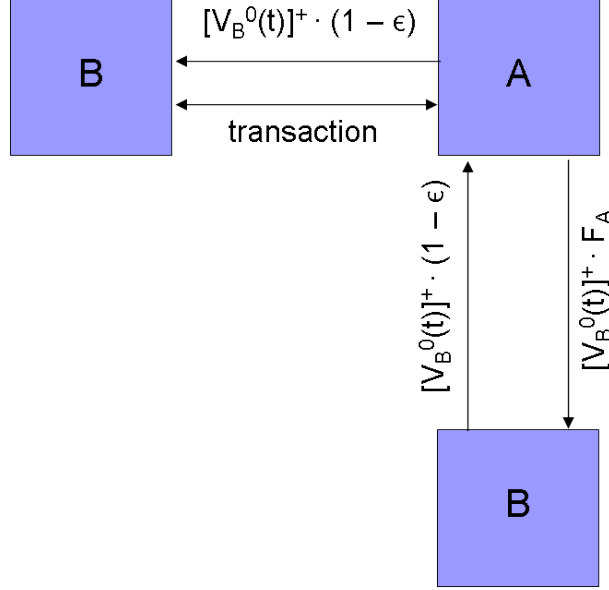 [V_B^0(t)]^+ · (1 – ϵ)
B
A
transaction
[V_B^0(t)]^+ · (1 – ϵ)
[V_B^0(t)]^+ · F_A
B